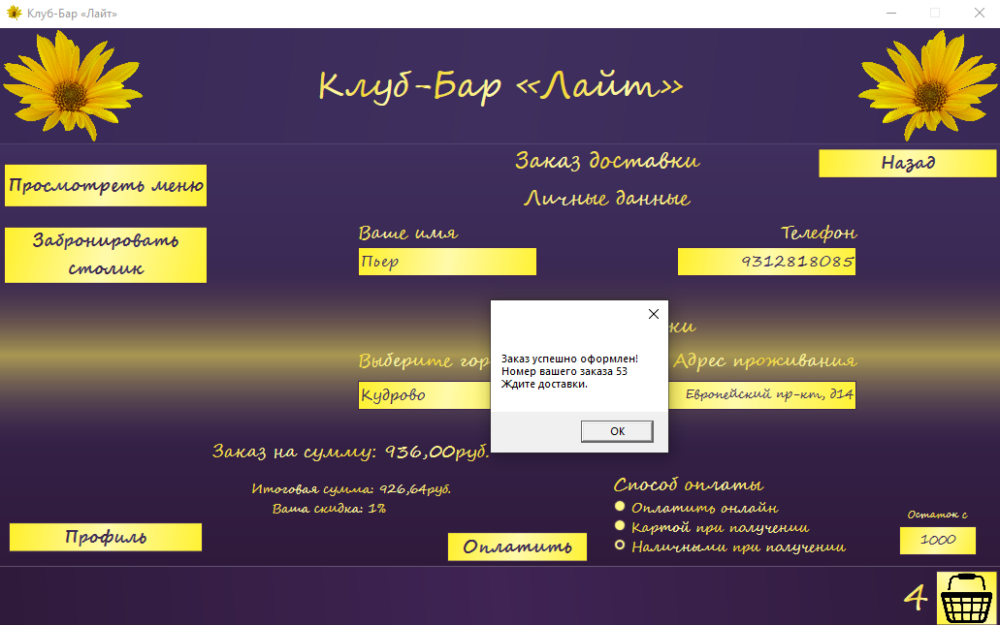 Клуб-Бар «Лайт»
Клуб-Бар «Лайт»
Заказ доставки
Назад
Просмотреть меню
Личные данные
Забронировать
столик
Ваше имя
Телефон
Пьер
9312818085
ки
Выберите гор
Адрес проживания
Кудрово
Европейский пр-кт, д14
Заказ успешно оформлен!
Номер вашего заказа 53
Ждите доставки.
OK
Заказ на сумму: 936,00руб.
Итоговая сумма: 926,64руб.
Ваша скидка: 1%
Способ оплаты
Оплатить онлайн
Картой при получении
Наличными при получении
Остаток с
1000
Профиль
Оплатить
4